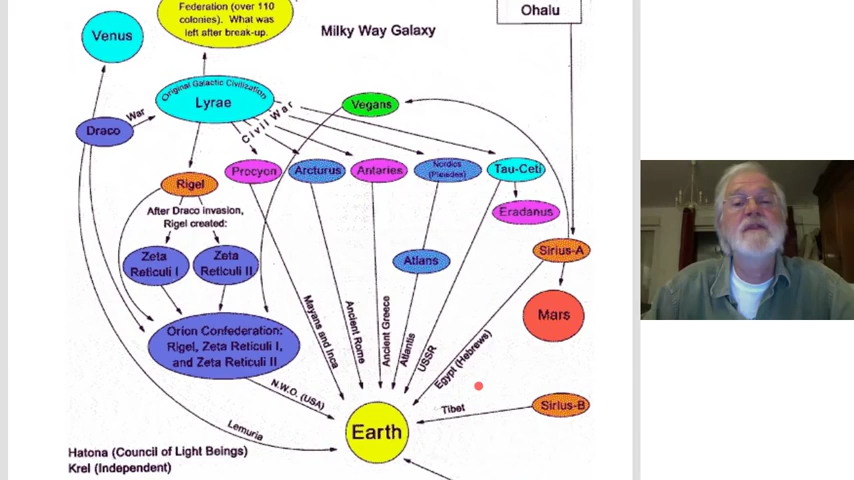 Federation (over 110
colonies). What was
left after break-up.
Ohalu
Venus
Milky Way Galaxy
Original Galactic Civilization
Lyrae
Vegans
War
Civil War
Draco
Rigel
Procyon
Arcturus
Antaries
Nordics
(Pleiades)
Tau-Ceti
Eradanus
After Draco invasion,
Rigel created:
Zeta
Reticuli I
Zeta
Reticuli II
Atlans
Sirius-A
Mars
Orion Confederation:
Rigel, Zeta Reticuli I,
and Zeta Reticuli II
Mayans and Inca
Ancient Rome
Ancient Greece
Atlantis
USSR
Egypt (Hebrews)
N.W.O. (USA)
Lemuria
Tibet
Sirius-B
Earth
Hatona (Council of Light Beings)
Krel (Independent)